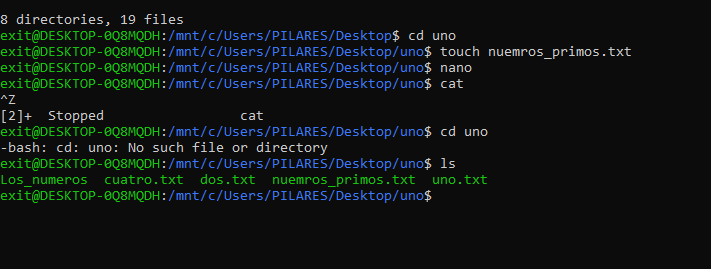 8 directories, 19 files
exit@DESKTOP-0Q8MQDH:/mnt/c/Users/PILARES/Desktop$ cd uno
exit@DESKTOP-0Q8MQDH:/mnt/c/Users/PILARES/Desktop/uno$ touch nuemros_primos.txt
exit@DESKTOP-0Q8MQDH:/mnt/c/Users/PILARES/Desktop/uno$ nano
exit@DESKTOP-0Q8MQDH:/mnt/c/Users/PILARES/Desktop/uno$ cat
^Z
[2]+  Stopped                 cat
exit@DESKTOP-0Q8MQDH:/mnt/c/Users/PILARES/Desktop/uno$ cd uno
-bash: cd: uno: No such file or directory
exit@DESKTOP-0Q8MQDH:/mnt/c/Users/PILARES/Desktop/uno$ ls
Los_numeros  cuatro.txt  dos.txt  nuemros_primos.txt  uno.txt
exit@DESKTOP-0Q8MQDH:/mnt/c/Users/PILARES/Desktop/uno$